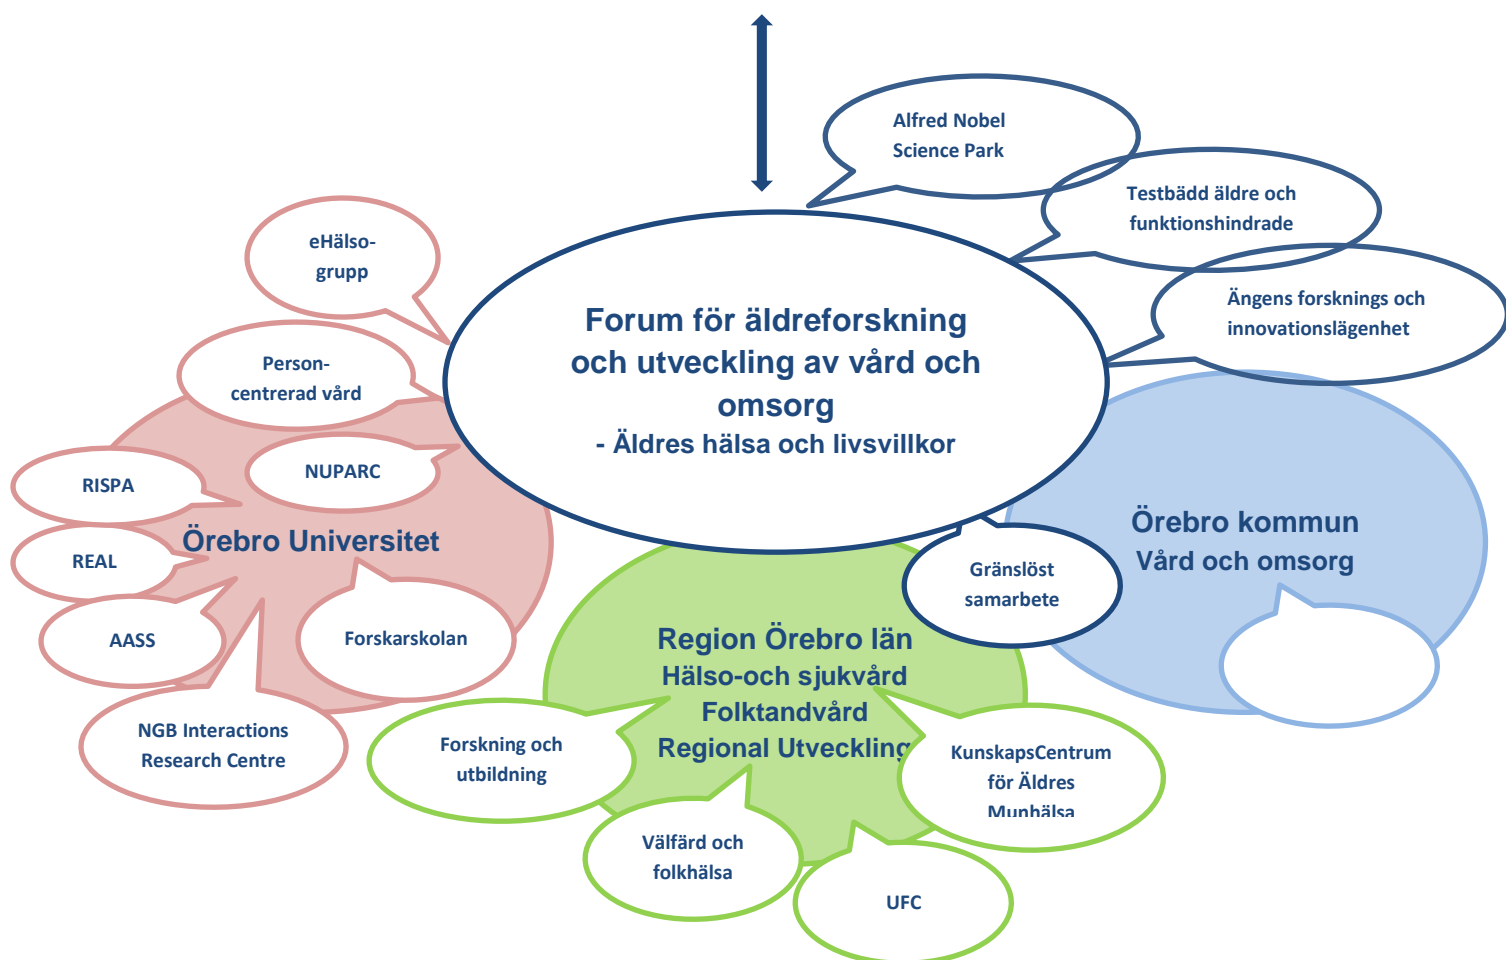 Alfred Nobel
Science Park
Testbädd äldre och
funktionshindrade
Ängens forsknings och
innovationslägenhet
eHälso-
grupp
Person-
centrerad vård
NUPARC
RISPA
REAL
AASS
Örebro Universitet
Forskarskolan
NGB Interactions
Research Centre
Forum för äldreforskning
och utveckling av vård och
omsorg
- Äldres hälsa och livsvillkor
Örebro kommun
Vård och omsorg
Gränslöst
samarbete
Region Örebro län
Hälso-och sjukvård
Folktandvård
Regional Utveckling
Forskning och
utbildning
Välfärd och
folkhälsa
UFC
KunskapsCentrum
för Äldres
Munhälsa